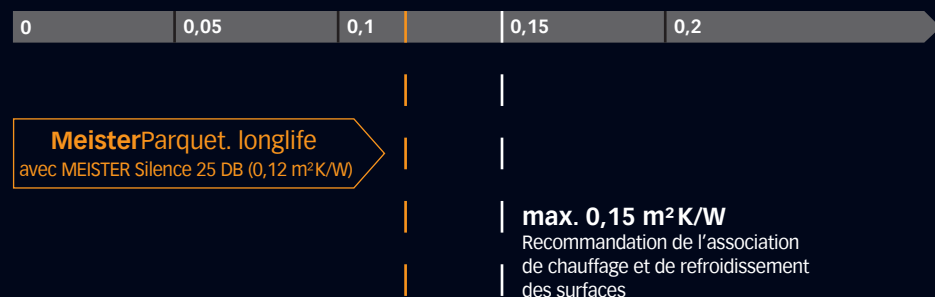 0 0,05 0,1 0,15 0,2
MeisterParquet. longlife
avec MEISTER Silence 25 DB (0,12 m²K/W)
max. 0,15 m²K/W
Recommandation de l'association
de chauffage et de refroidissement
des surfaces